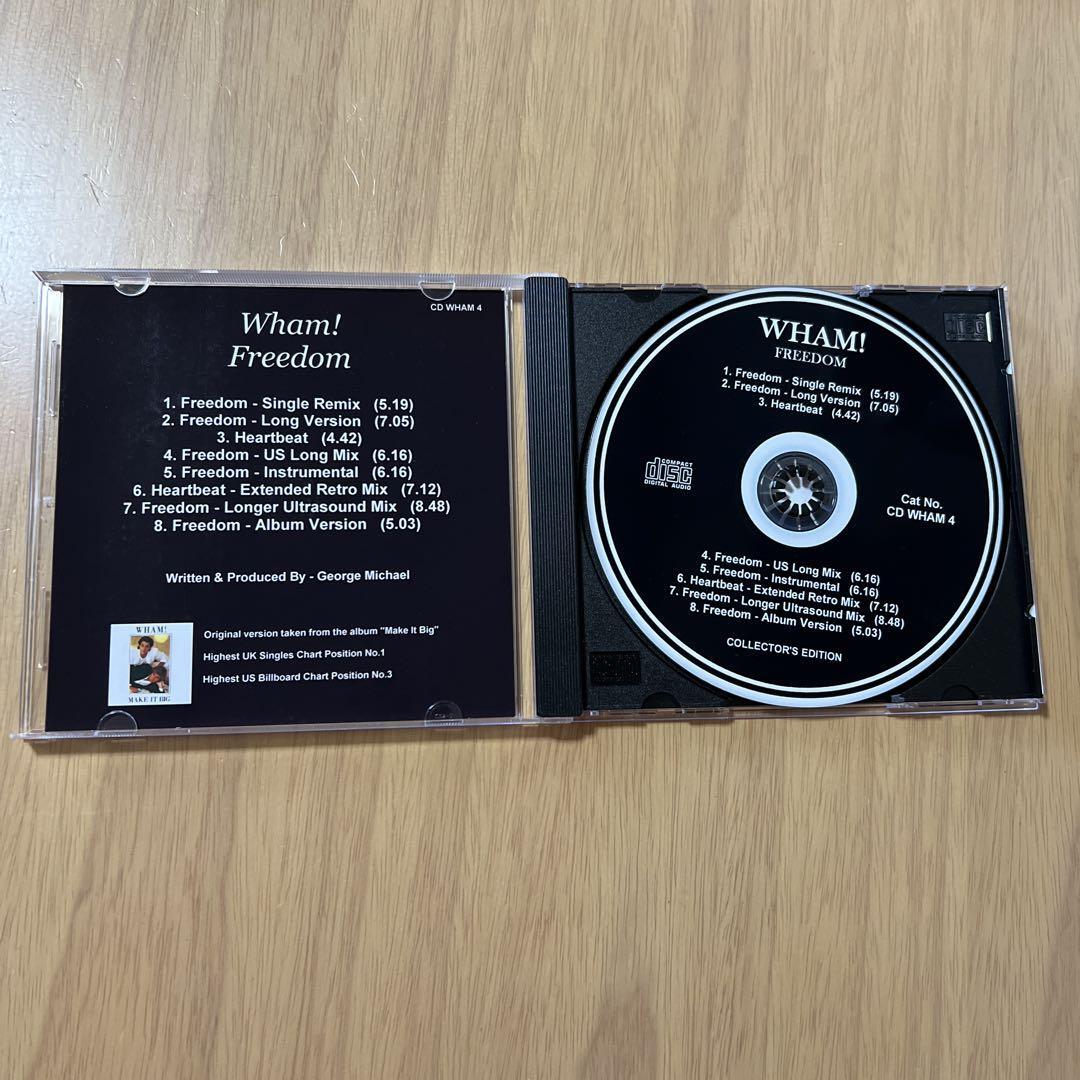 CD WHAM 4
Wham!
Freedom
1. Freedom - Single Remix (5.19)
2. Freedom - Long Version (7.05)
3. Heartbeat (4.42)
4. Freedom - US Long Mix (6.16)
5. Freedom - Instrumental (6.16)
6. Heartbeat - Extended Retro Mix (7.12)
7. Freedom - Longer Ultrasound Mix (8.48)
8. Freedom - Album Version (5.03)
Written & Produced By - George Michael
WHAM!
MAKE IT BIG
Original version taken from the album "Make It Big"
Highest UK Singles Chart Position No.1
Highest US Billboard Chart Position No.3
WHAM!
FREEDOM
1. Freedom - Single Remix (5.19)
2. Freedom - Long Version (7.05)
3. Heartbeat (4.42)
COMPACT
disc
DIGITAL AUDIO
Cat No.
CD WHAM 4
4. Freedom - US Long Mix (6.16)
5. Freedom - Instrumental (6.16)
6. Heartbeat - Extended Retro Mix (7.12)
7. Freedom - Longer Ultrasound Mix (8.48)
8. Freedom - Album Version (5.03)
COLLECTOR'S EDITION
disc